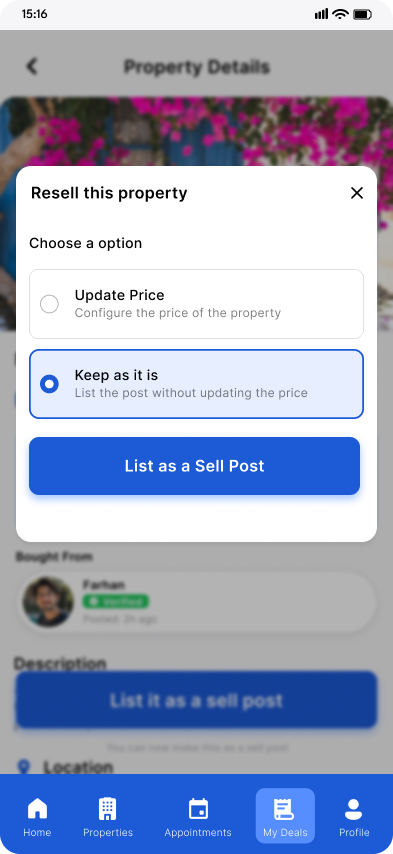 15:16
Property Details
Resell this property
Choose a option
Update Price
Configure the price of the property
Keep as it is
List the post without updating the price
List as a Sell Post
Bought From
Farhan
Verified
Posted: 2h ago
Description
List it as a sell post
You can now make this as a sell post
Location
Home
Properties
Appointments
My Deals
Profile